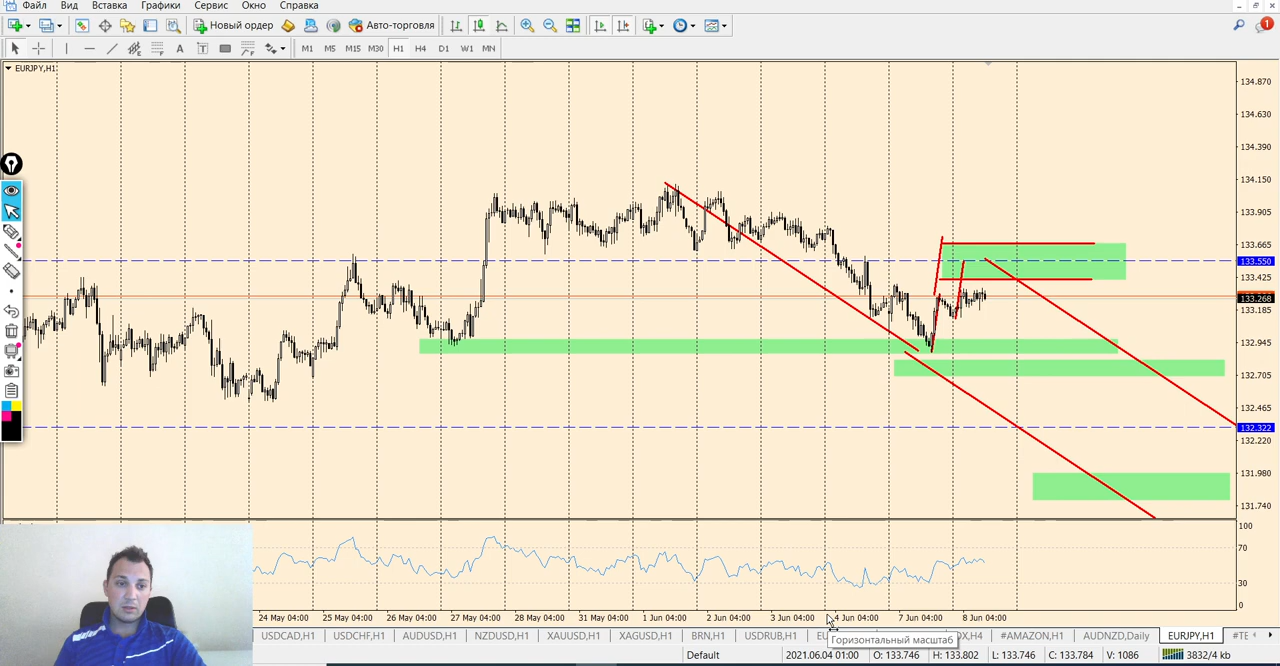 Файл Вид Вставка Графики Сервис Окно Справка
Новый ордер Авто-торговля 1
A T M1 M5 M15 M30 H1 H4 D1 W1 MN
EURJPY,H1
134.870
134.630
134.390
134.150
133.905
133.665
133.550
133.425
133.268
133.185
132.945
132.705
132.465
132.322
132.220
131.980
131.740
100
70
30
0
24 May 04:00 25 May 04:00 26 May 04:00 27 May 04:00 28 May 04:00 31 May 04:00 1 Jun 04:00 2 Jun 04:00 3 Jun 04:00 4 Jun 04:00 7 Jun 04:00 8 Jun 04:00
USDCAD,H1 USDCHF,H1 AUDUSD,H1 NZDUSD,H1 XAUUSD,H1 XAGUSD,H1 BRN,H1 USDRUB,H1 #AMAZON,H1 AUDNZD,Daily EURJPY,H1 #TE
Горизонтальный масштаб
Default 2021.06.04 01:00 O: 133.746 H: 133.802 L: 133.746 C: 133.784 V: 1086 3832/4 kb